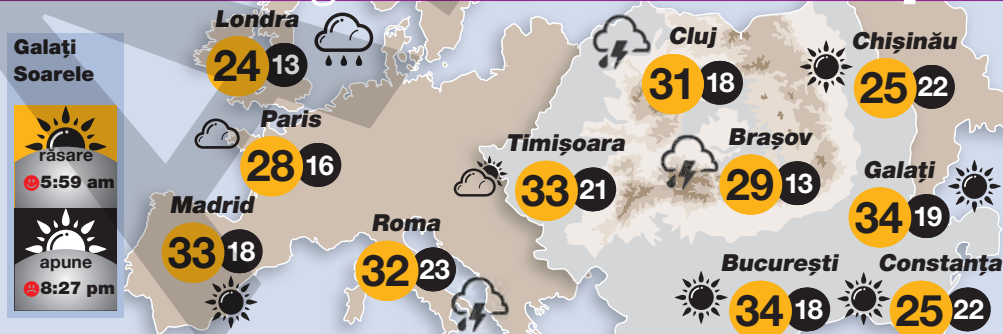 Galați
Soarele
răsare
5:59 am
apune
8:27 pm
Londra
24 13
Paris
28 16
Madrid
33 18
Roma
32 23
Timișoara
33 21
Cluj
31 18
Brașov
29 13
Chișinău
25 22
Galați
34 19
București
34 18
Constanța
25 22